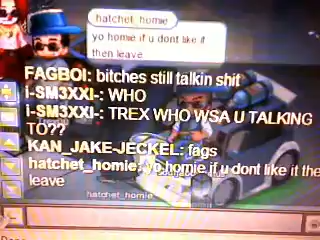 hatchet_homie
yo homie if u dont like it
then leave
FAGBOI: bitches still talkin shit
i-SM3XXI-: WHO
i-SM3XXI-: TREX WHO WSA U TALKING
TO??
KAN_JAKE-JECKEL: fags
hatchet_homie: yo homie if u dont like it the
leave
hatchet_homie